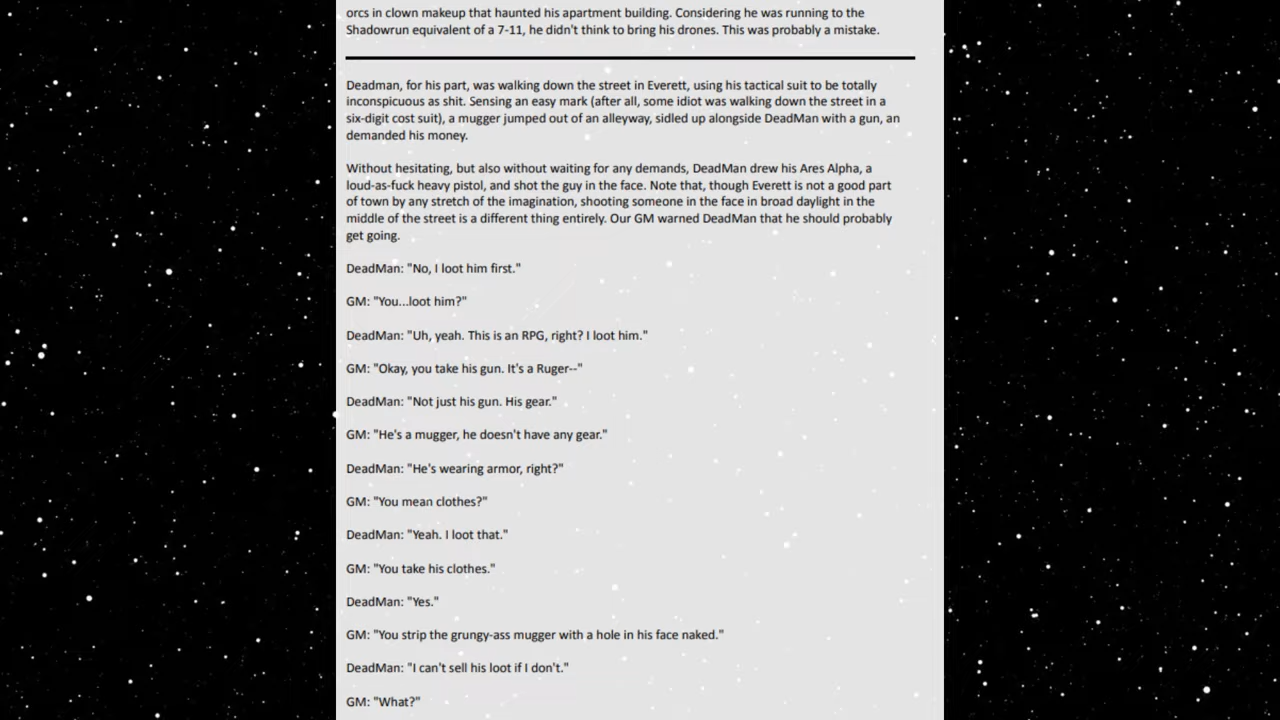 orcs in clown makeup that haunted his apartment building. Considering he was running to the
Shadowrun equivalent of a 7-11, he didn't think to bring his drones. This was probably a mistake.
Deadman, for his part, was walking down the street in Everett, using his tactical suit to be totally
inconspicuous as shit. Sensing an easy mark (after all, some idiot was walking down the street in a
six-digit cost suit), a mugger jumped out of an alleyway, sidled up alongside DeadMan with a gun, an
demanded his money.
Without hesitating, but also without waiting for any demands, DeadMan drew his Ares Alpha, a
loud-as-fuck heavy pistol, and shot the guy in the face. Note that, though Everett is not a good part
of town by any stretch of the imagination, shooting someone in the face in broad daylight in the
middle of the street is a different thing entirely. Our GM warned DeadMan that he should probably
get going.
DeadMan: "No, I loot him first."
GM: "You...loot him?"
DeadMan: "Uh, yeah. This is an RPG, right? I loot him."
GM: "Okay, you take his gun. It's a Ruger--"
DeadMan: "Not just his gun. His gear."
GM: "He's a mugger, he doesn't have any gear."
DeadMan: "He's wearing armor, right?"
GM: "You mean clothes?"
DeadMan: "Yeah. I loot that."
GM: "You take his clothes."
DeadMan: "Yes."
GM: "You strip the grungy-ass mugger with a hole in his face naked."
DeadMan: "I can't sell his loot if I don't."
GM: "What?"